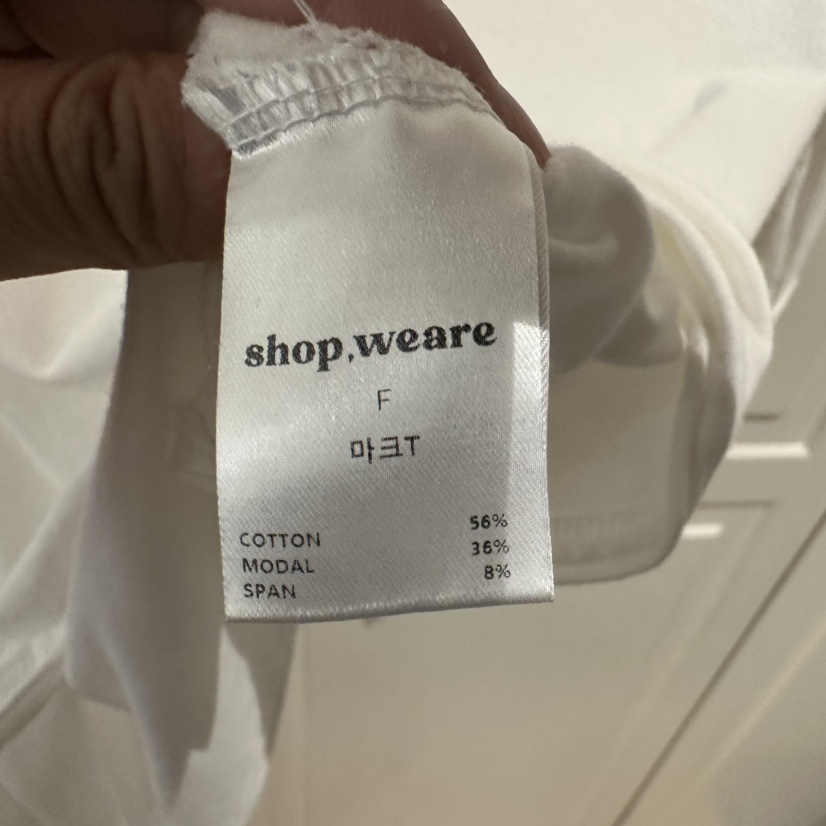 shop,weare
F
마크T
COTTON 56%
MODAL 36%
SPAN 8%